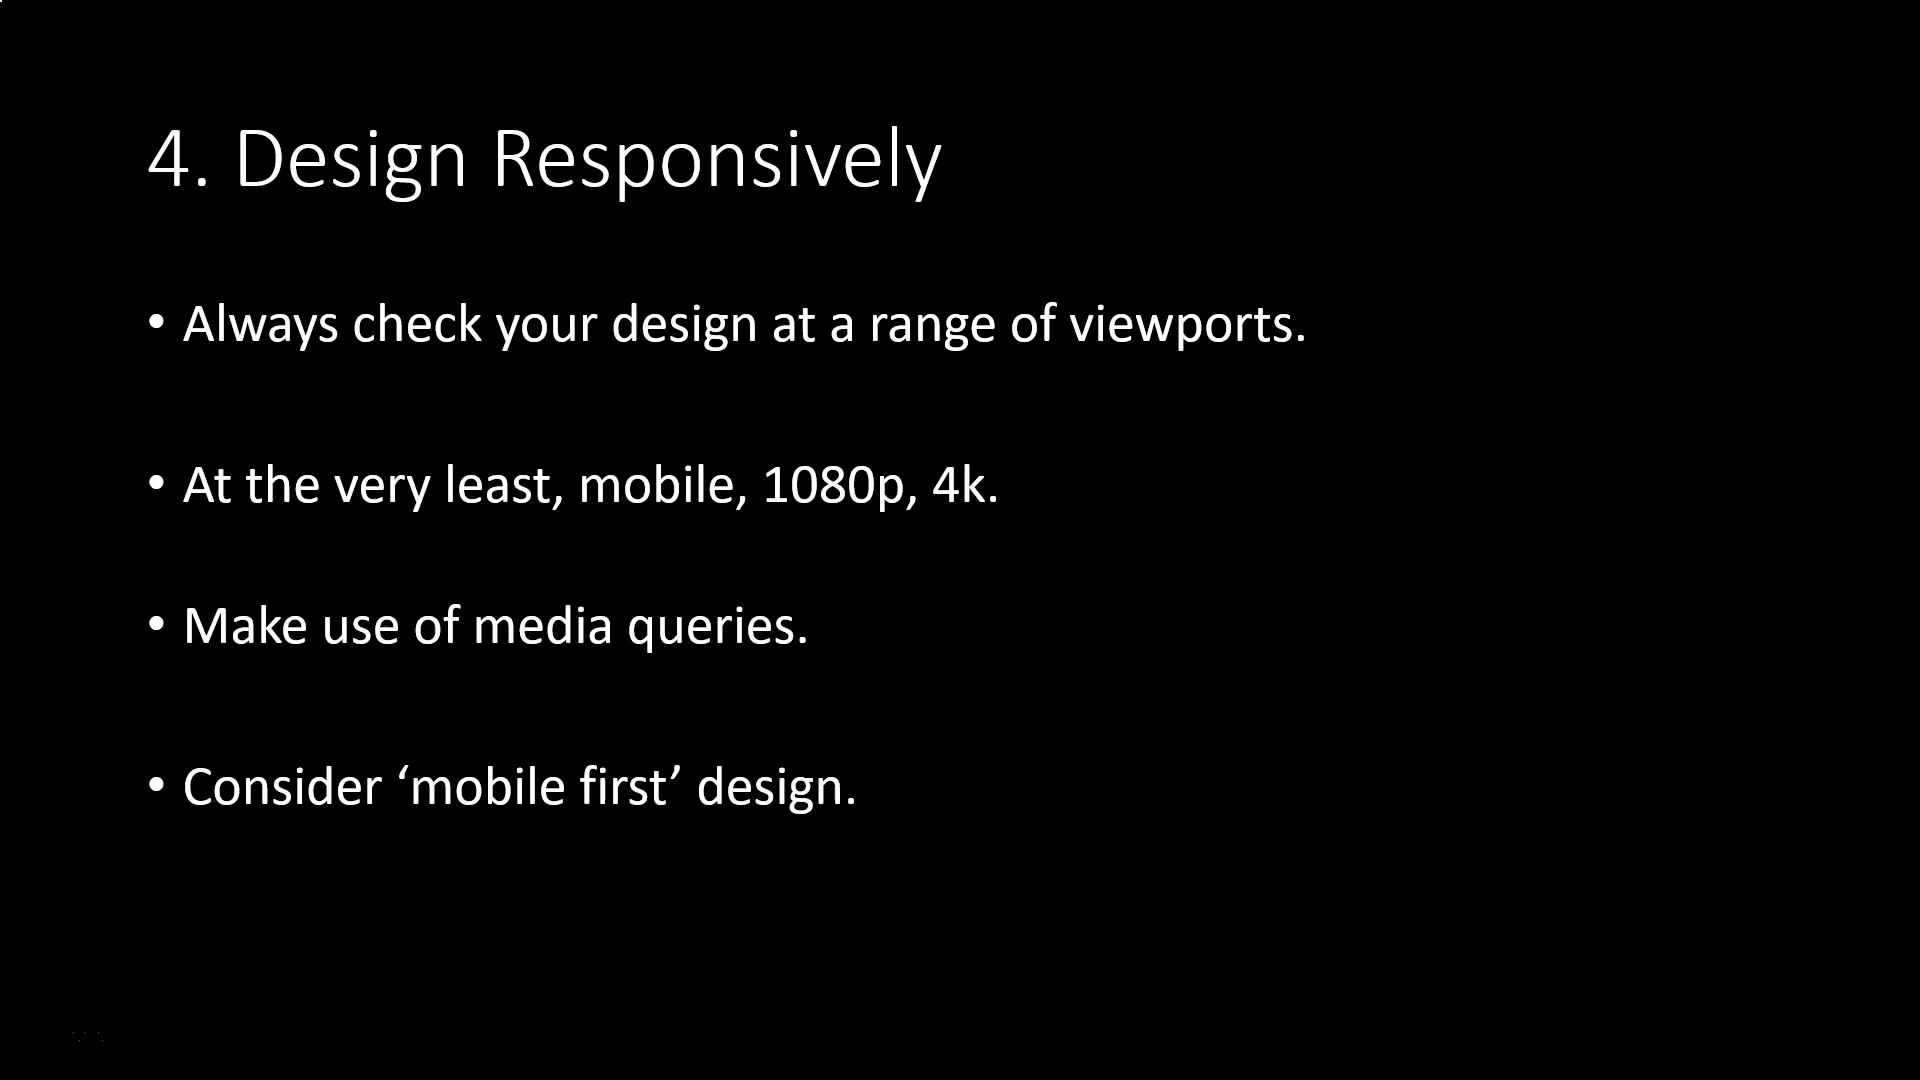 4. Design Responsively
• Always check your design at a range of viewports.
• At the very least, mobile, 1080p, 4k.
• Make use of media queries.
• Consider ‘mobile first’ design.